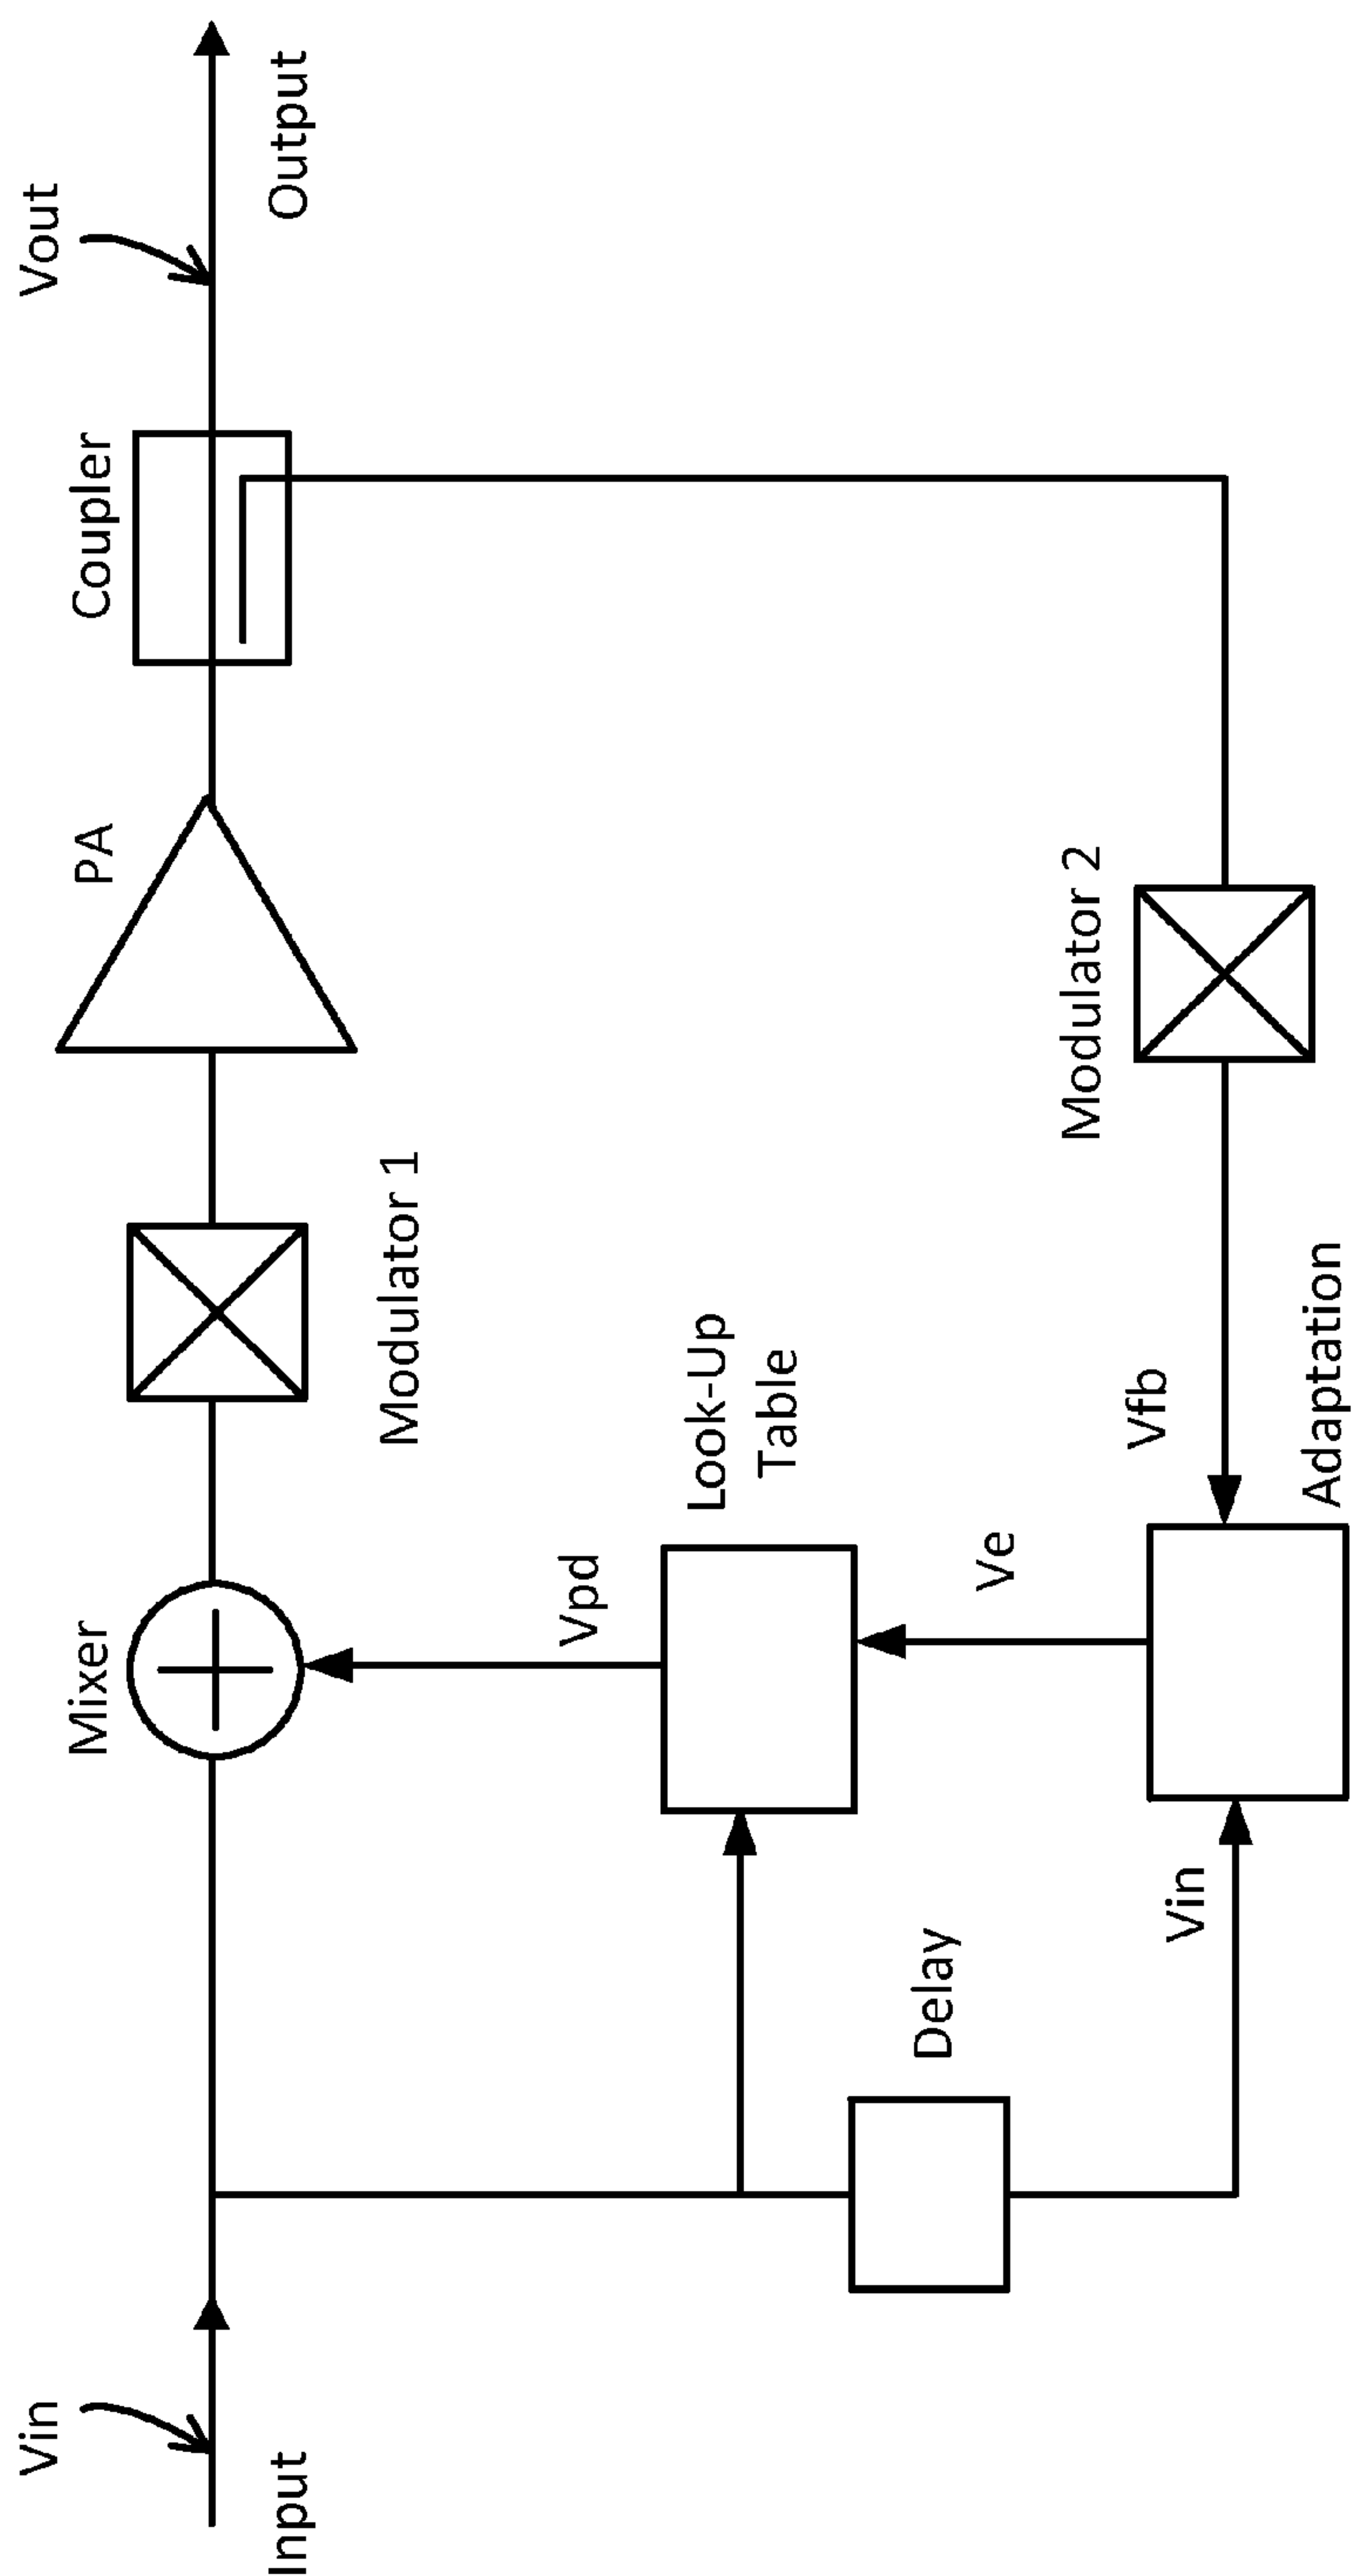 Vin
Input
Mixer
Modulator 1
PA
Coupler
Vout
Output
Vpd
Look-Up
Table
Delay
Ve
Vin
Vfb
Modulator 2
Adaptation